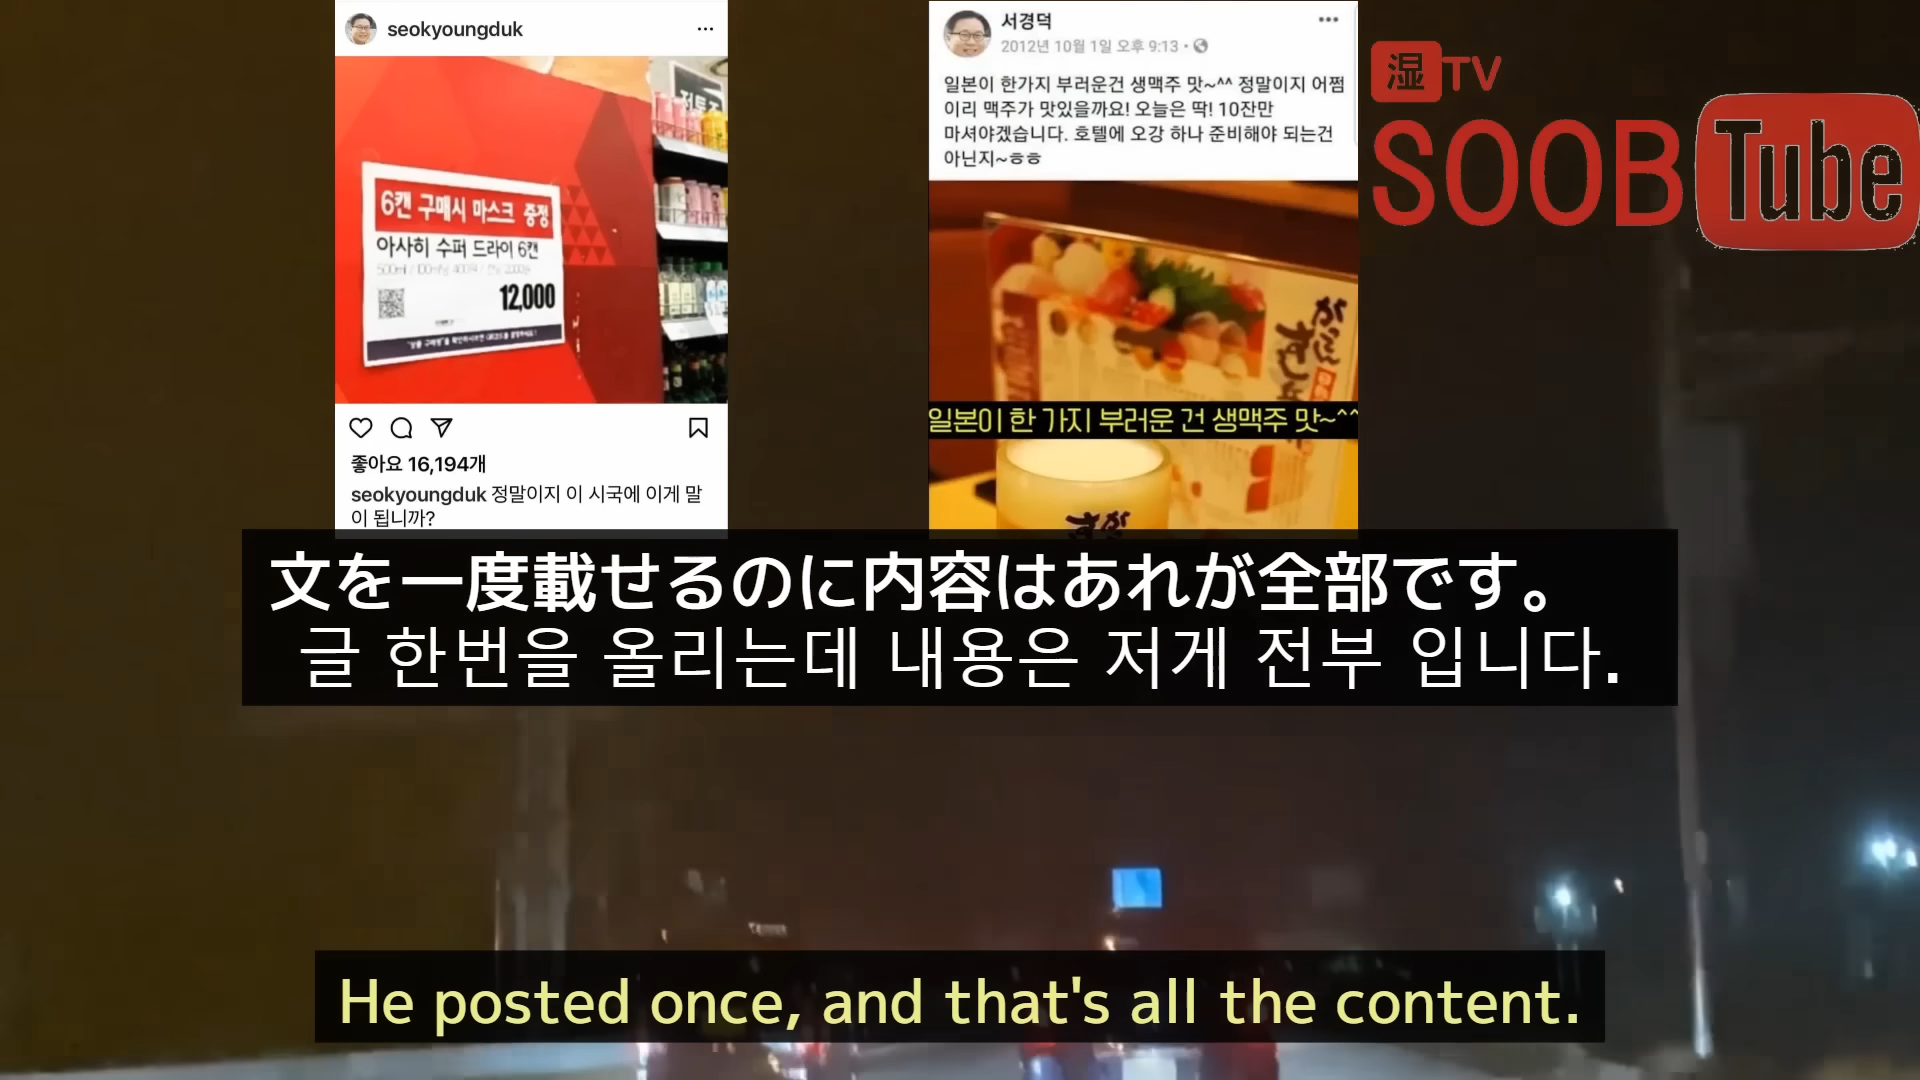 seokyoungduk
6캔 구매시 마스크 증정
아사히 수퍼 드라이 6캔
12,000
좋아요 16,194개
seokyoungduk 정말이지 이 시국에 이게 말
이 됩니까?
서경덕
2012년 10월 1일 오후 9:13
일본이 한가지 부러운건 생맥주 맛~^^ 정말이지 어쩜
이리 맥주가 맛있을까요! 오늘은 딱! 10잔만
마셔야겠습니다. 호텔에 오강 하나 준비해야 되는건
아닌지~ㅎㅎ
일본이 한 가지 부러운 건 생맥주 맛~^^
湿TV
SOOB Tube
文を一度載せるのに内容はあれが全部です。
글 한번을 올리는데 내용은 저게 전부 입니다.
He posted once, and that's all the content.